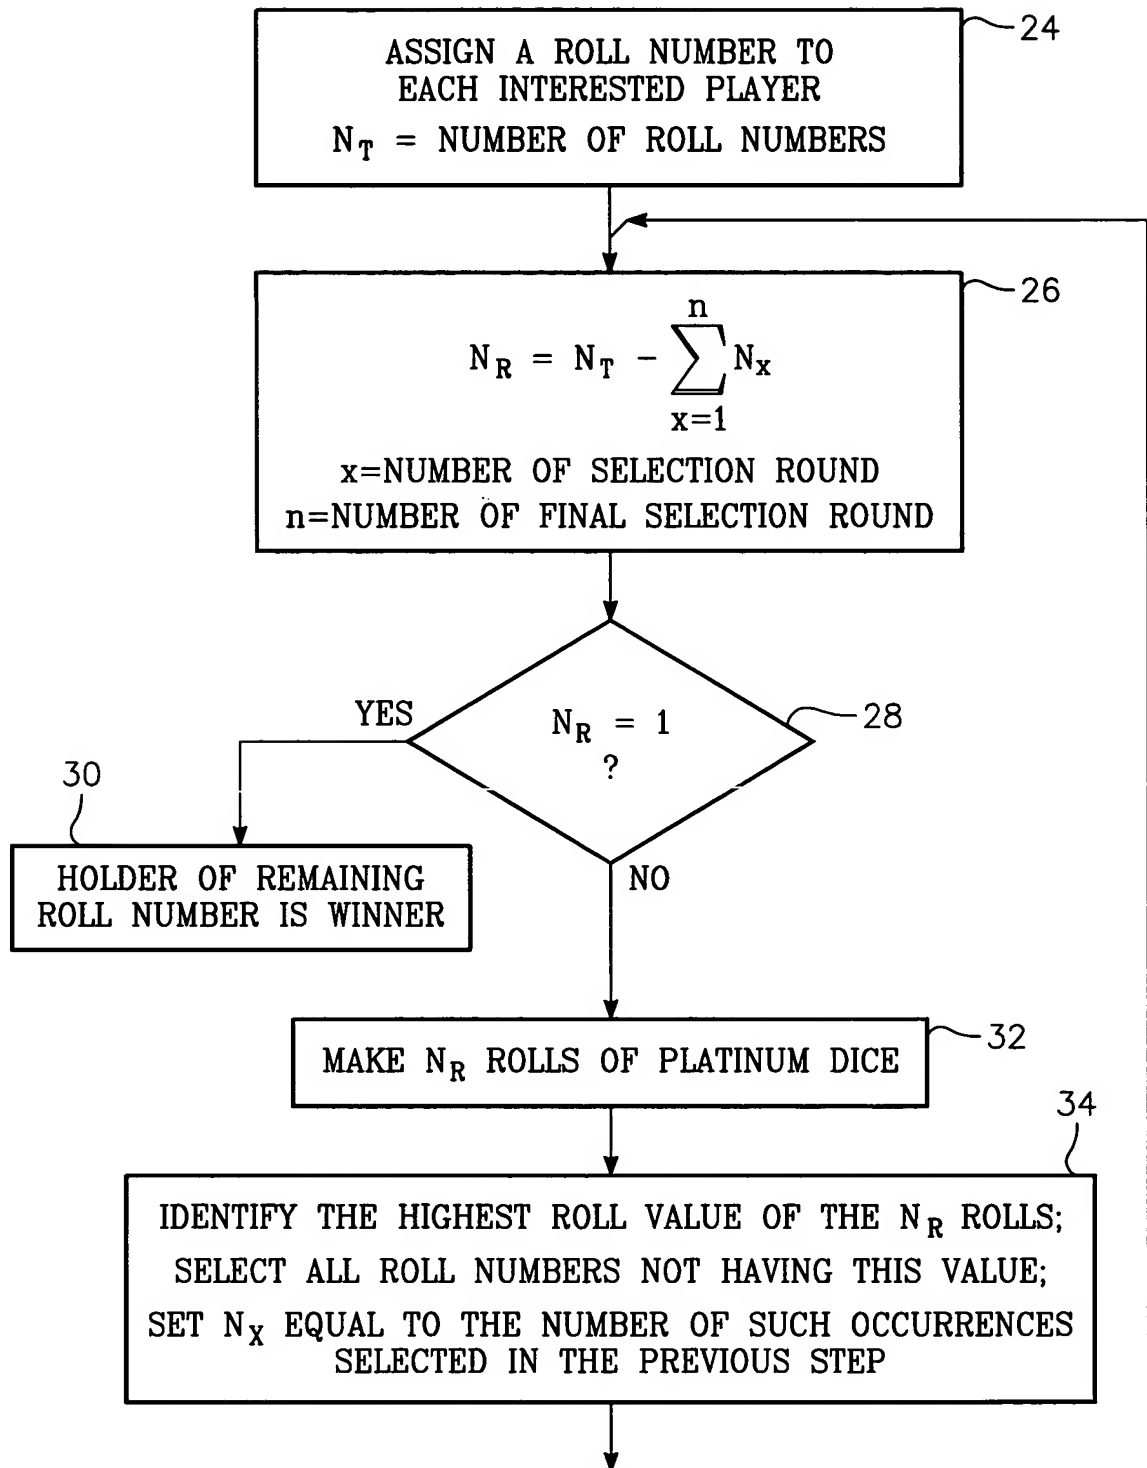 24
ASSIGN A ROLL NUMBER TO
EACH INTERESTED PLAYER
N_T = NUMBER OF ROLL NUMBERS
26
n
N_R = N_T - ∑ N_x
x=1
x=NUMBER OF SELECTION ROUND
n=NUMBER OF FINAL SELECTION ROUND
28
YES
N_R = 1
?
30
NO
HOLDER OF REMAINING
ROLL NUMBER IS WINNER
32
MAKE N_R ROLLS OF PLATINUM DICE
34
IDENTIFY THE HIGHEST ROLL VALUE OF THE N_R ROLLS;
SELECT ALL ROLL NUMBERS NOT HAVING THIS VALUE;
SET N_X EQUAL TO THE NUMBER OF SUCH OCCURRENCES
SELECTED IN THE PREVIOUS STEP